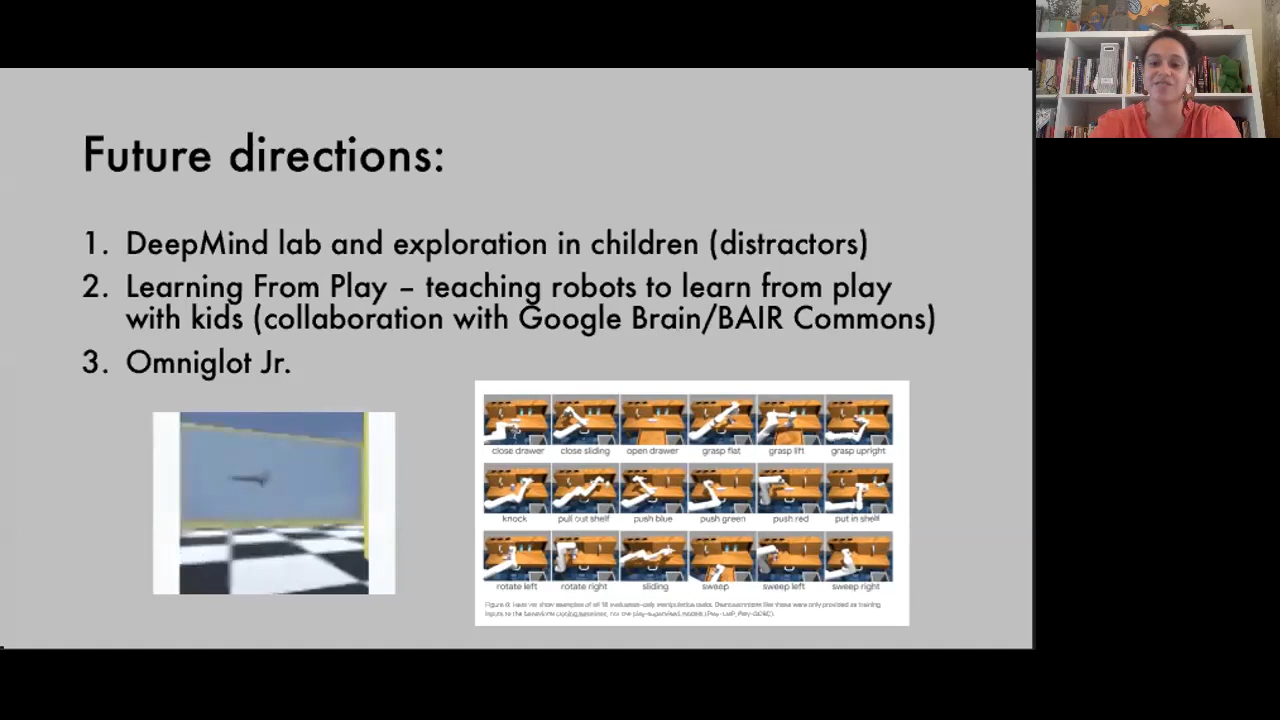 Future directions:
1. DeepMind lab and exploration in children (distractors)
2. Learning From Play – teaching robots to learn from play
with kids (collaboration with Google Brain/BAIR Commons)
3. Omniglot Jr.
close drawer close sliding open drawer grasp flat grasp lift grasp upright
knock pull out shelf push blue push green push red put in shelf
rotate left rotate right sliding sweep sweep left sweep right